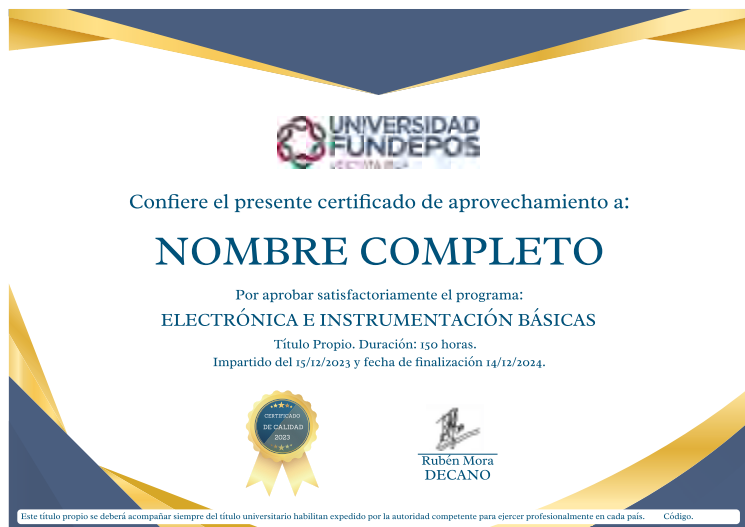 UNIVERSIDAD
FUNDEPOS
Confiere el presente certificado de aprovechamiento a:
NOMBRE COMPLETO
Por aprobar satisfactoriamente el programa:
ELECTRÓNICA E INSTRUMENTACIÓN BÁSICAS
Título Propio. Duración: 150 horas.
Impartido del 15/12/2023 y fecha de finalización 14/12/2024.
CERTIFICADO
DE CALIDAD
2023
Rubén Mora
DECANO
Este título propio se deberá acompañar siempre del título universitario habilitan expedido por la autoridad competente para ejercer profesionalmente en cada país. Código.